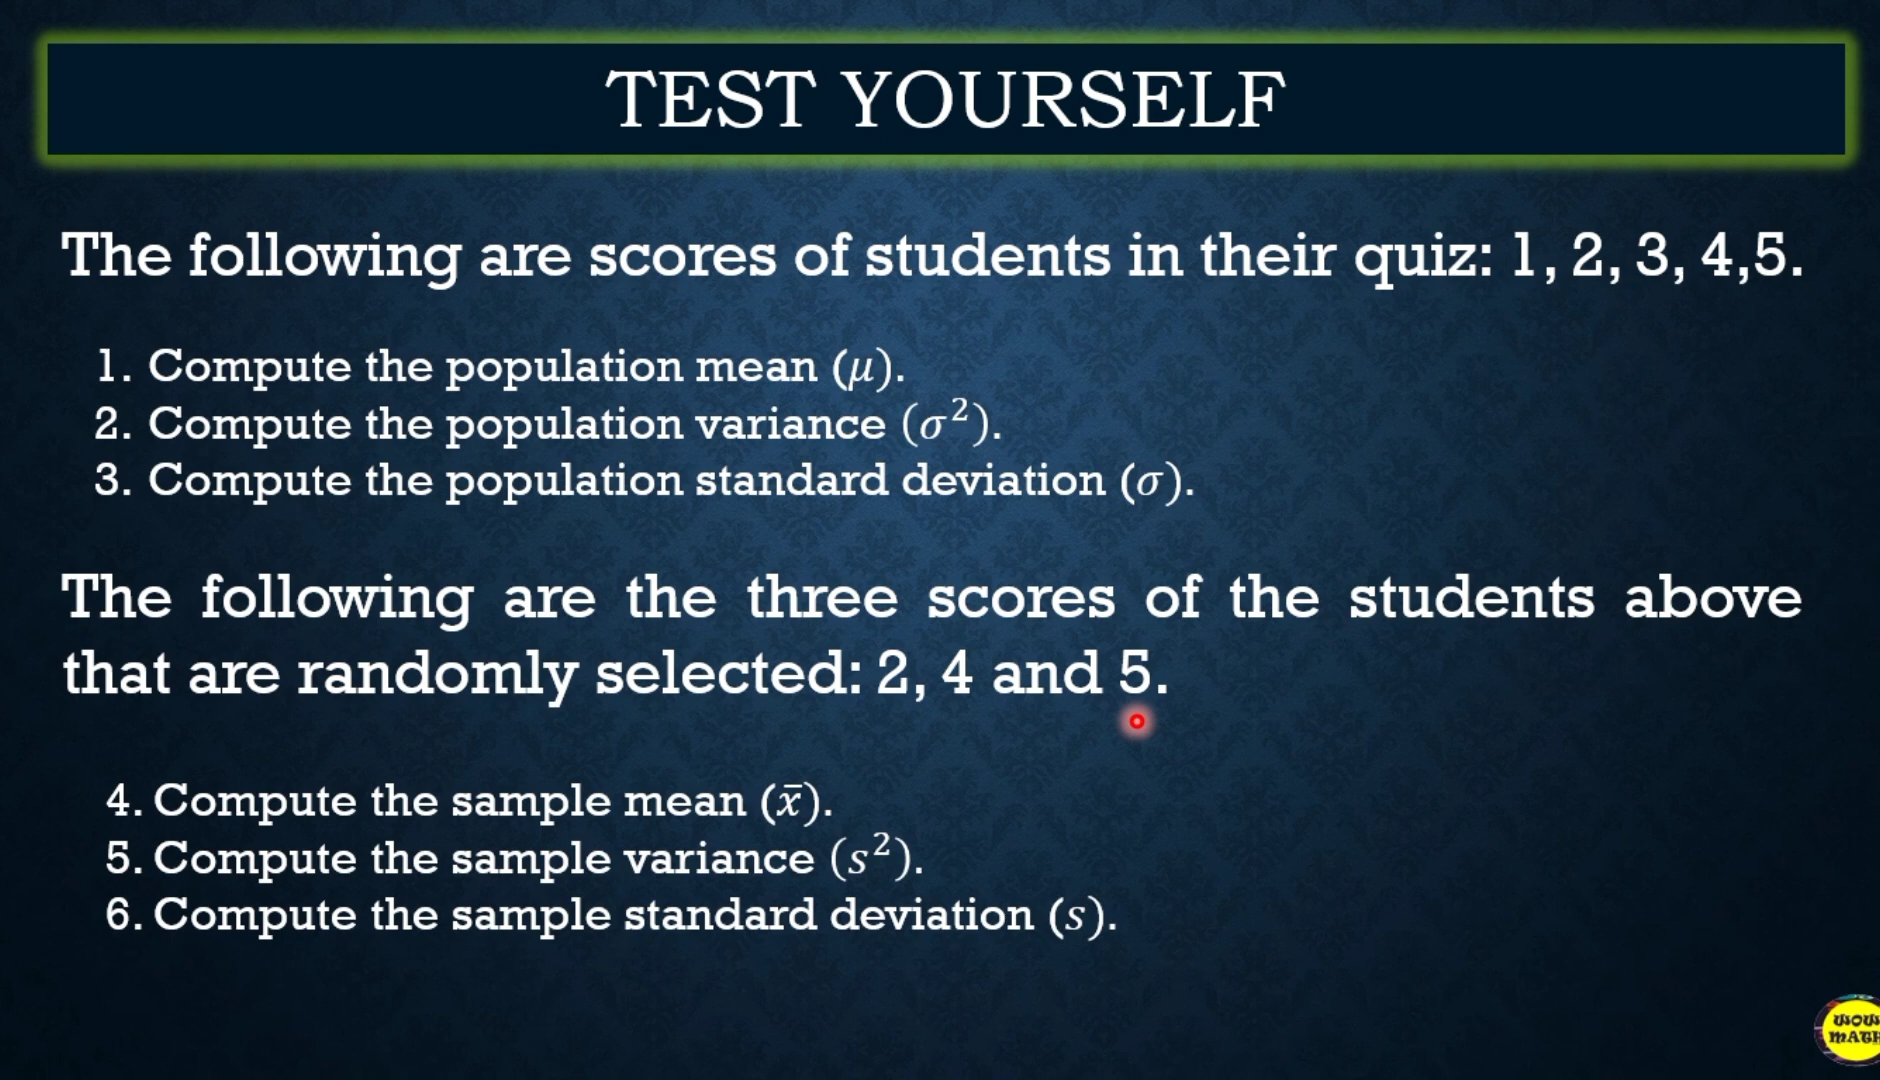 TEST YOURSELF
The following are scores of students in their quiz: 1, 2, 3, 4,5.
1. Compute the population mean (μ).
2. Compute the population variance (σ²).
3. Compute the population standard deviation (σ).
The following are the three scores of the students above
that are randomly selected: 2, 4 and 5.
4. Compute the sample mean (x̄).
5. Compute the sample variance (s²).
6. Compute the sample standard deviation (s).
WOW
MATH